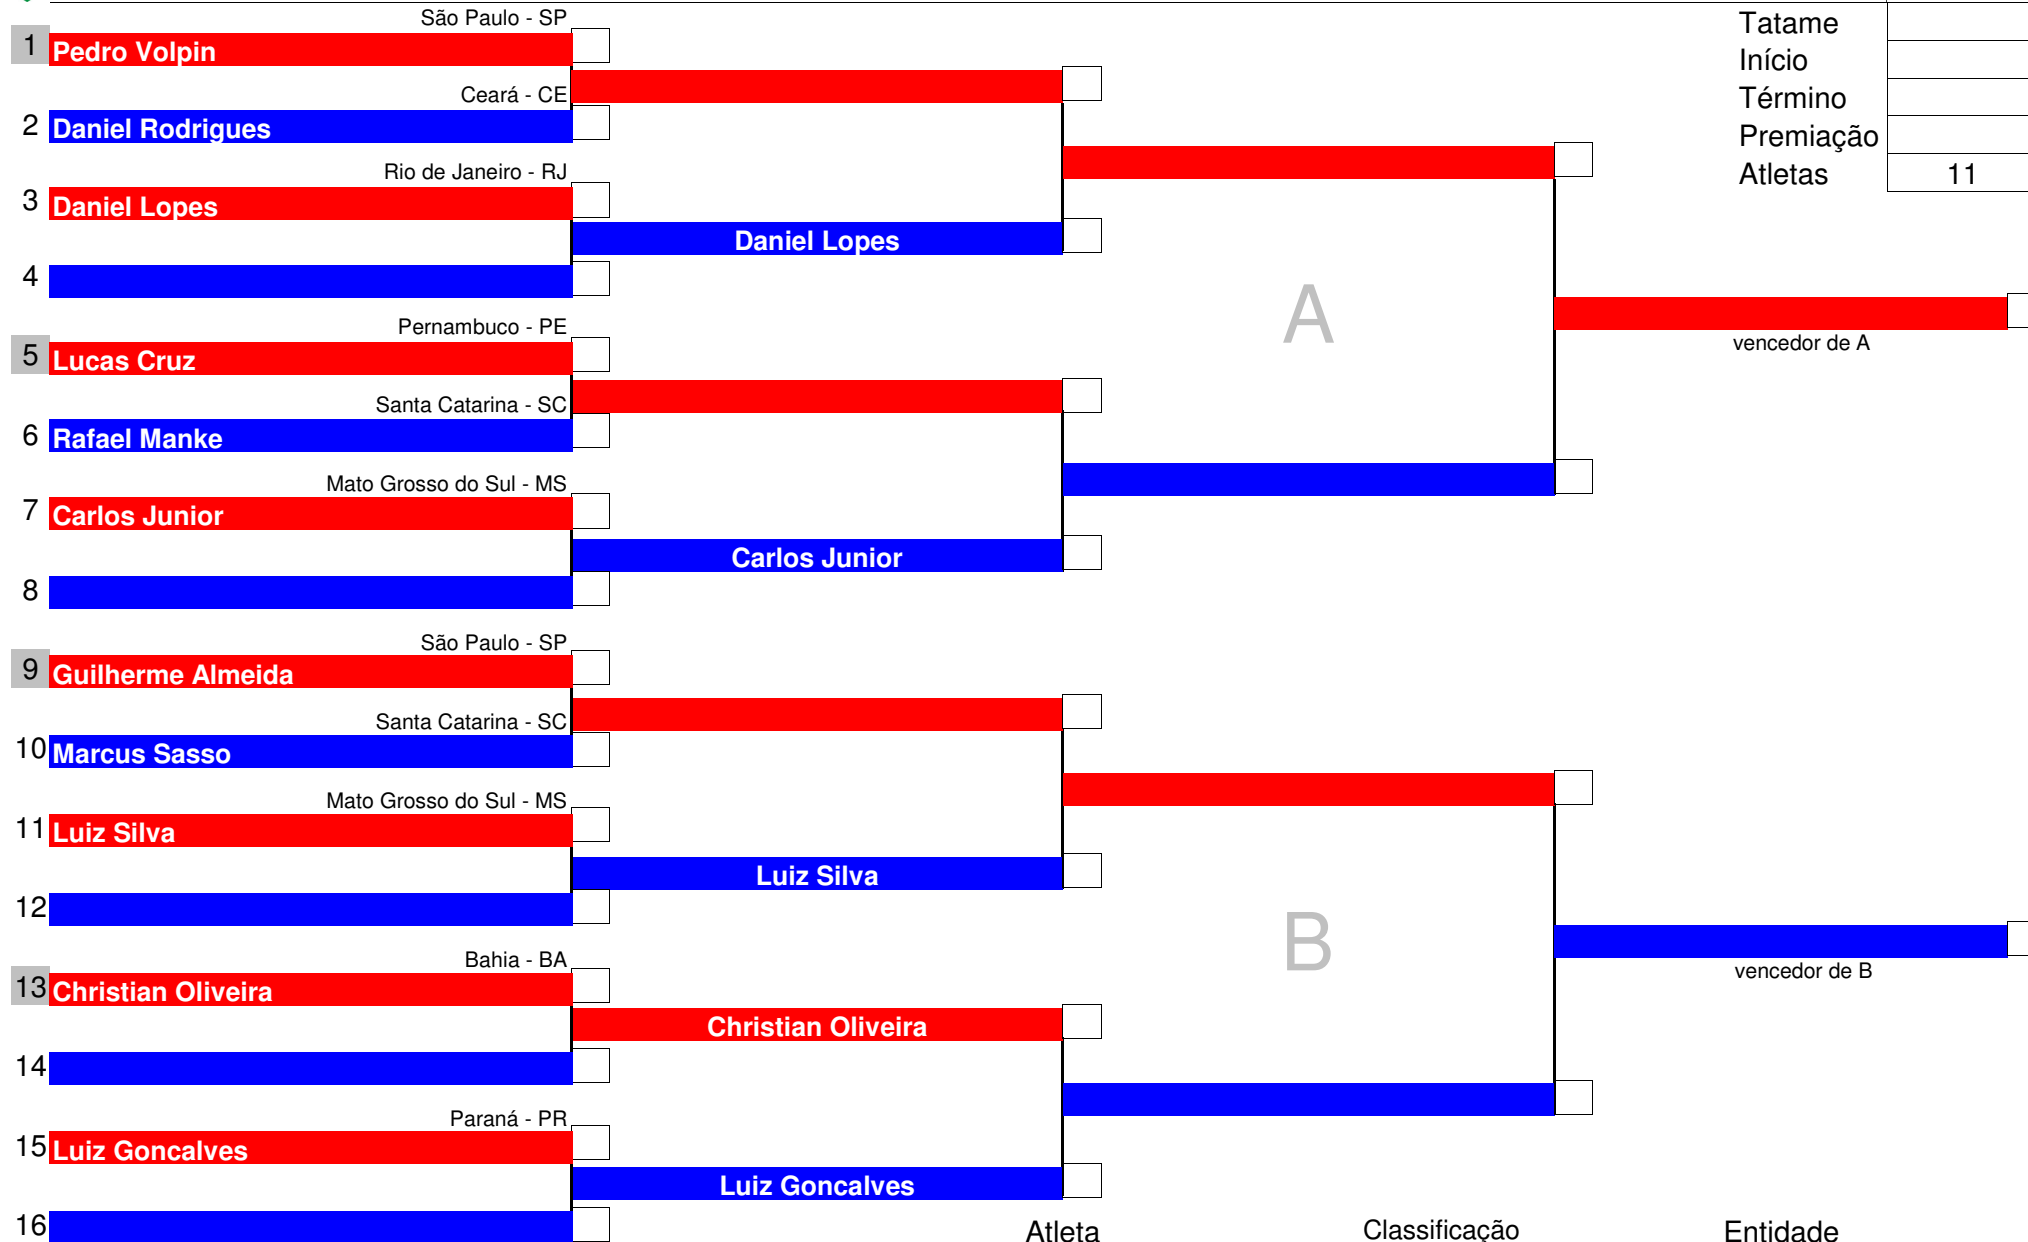 São Paulo - SP
1 Pedro Volpin
Ceará - CE
2 Daniel Rodrigues
Rio de Janeiro - RJ
3 Daniel Lopes
Daniel Lopes
4
Pernambuco - PE
5 Lucas Cruz
Santa Catarina - SC
6 Rafael Manke
Mato Grosso do Sul - MS
7 Carlos Junior
Carlos Junior
8
São Paulo - SP
9 Guilherme Almeida
Santa Catarina - SC
10 Marcus Sasso
Mato Grosso do Sul - MS
11 Luiz Silva
Luiz Silva
12
Bahia - BA
13 Christian Oliveira
Christian Oliveira
14
Paraná - PR
15 Luiz Goncalves
Luiz Goncalves
16
A
B
vencedor de A
vencedor de B
Tatame
Início
Término
Premiação
Atletas 11
Atleta Classificação Entidade